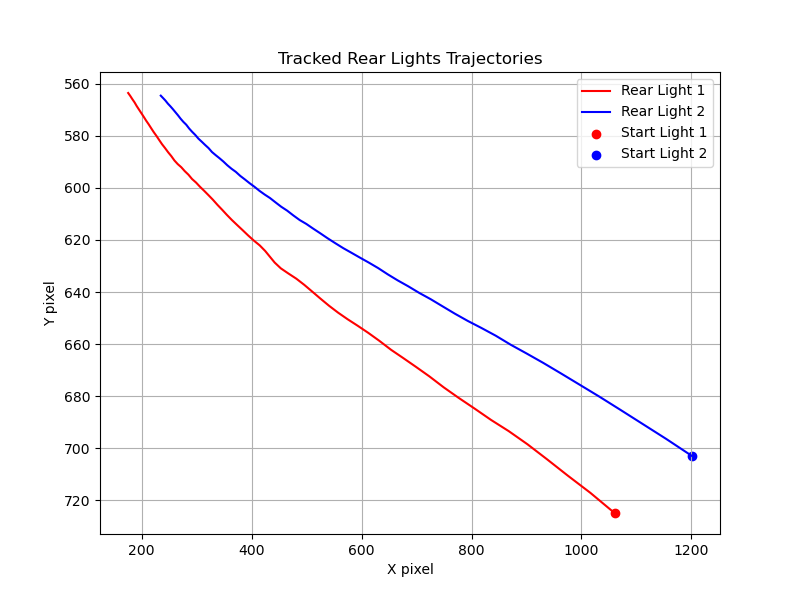 Tracked Rear Lights Trajectories
Rear Light 1
Rear Light 2
Start Light 1
Start Light 2
560
580
600
620
640
660
680
700
720
Y pixel
200 400 600 800 1000 1200
X pixel